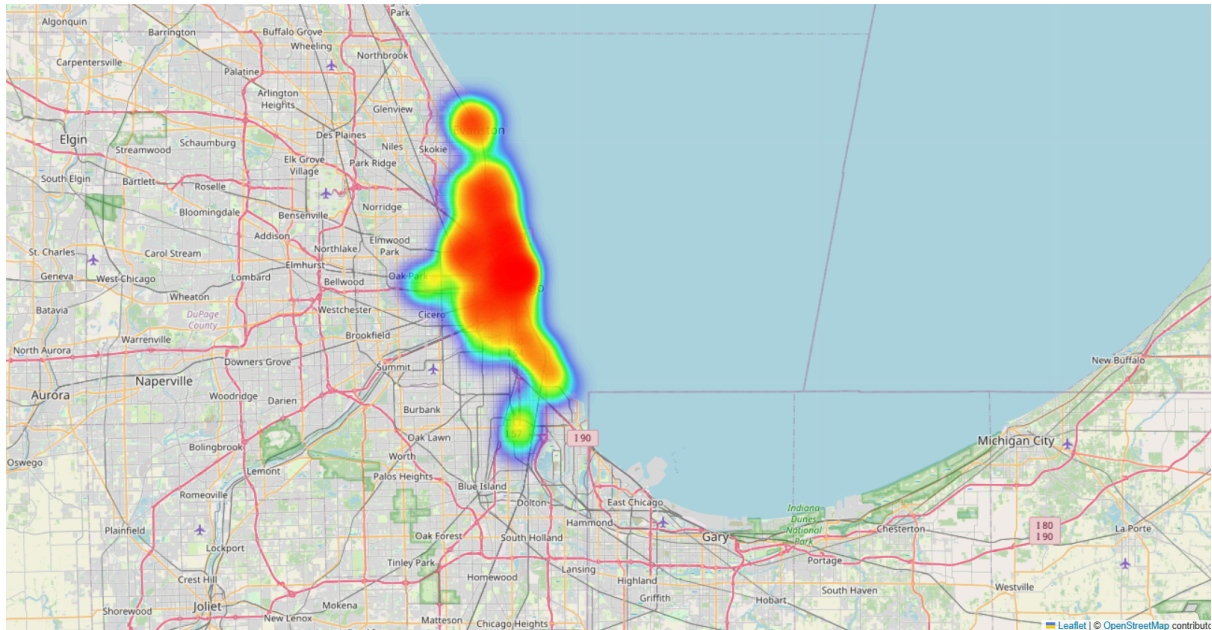 Park
Algonquin
Barrington
Buffalo Grove
Wheeling
Carpentersville
Palatine
Northbrook
Arlington
Heights
Glenview
Elgin
Streamwood
Schaumburg
Des Plaines
Niles
Skokie
Evanston
Elk Grove
Village
Park Ridge
South Elgin
Bartlett
Roselle
Bloomingdale
Bensenville
Norridge
Addison
Northlake
Elmwood
Park
St. Charles
Carol Stream
Elmhurst
Geneva
West-Chicago
Lombard
Bellwood
Oak Park
Wheaton
Batavia
DuPage
County
Westchester
Cicero
Brookfield
Warrenville
North Aurora
Downers Grove
Summit
New Buffalo
Naperville
Aurora
Woodridge
Darien
Burbank
I 57
I 90
Oak Lawn
Michigan City
Bolingbrook
Oswego
Lemont
Worth
Palos Heights
Romeoville
Blue Island
Dolton
East Chicago
Indiana
Dunes
National
Park
Plainfield
Hammond
Chesterton
I 80
I 90
La Porte
Oak Forest
South Holland
Gary
Lockport
Tinley Park
Portage
Lansing
Crest Hill
Homewood
Highland
Westville
Joliet
Mokena
Griffith
Hobart
South Haven
Shorewood
New Lenox
Matteson
Chicago Heights
Leaflet | © OpenStreetMap contributo